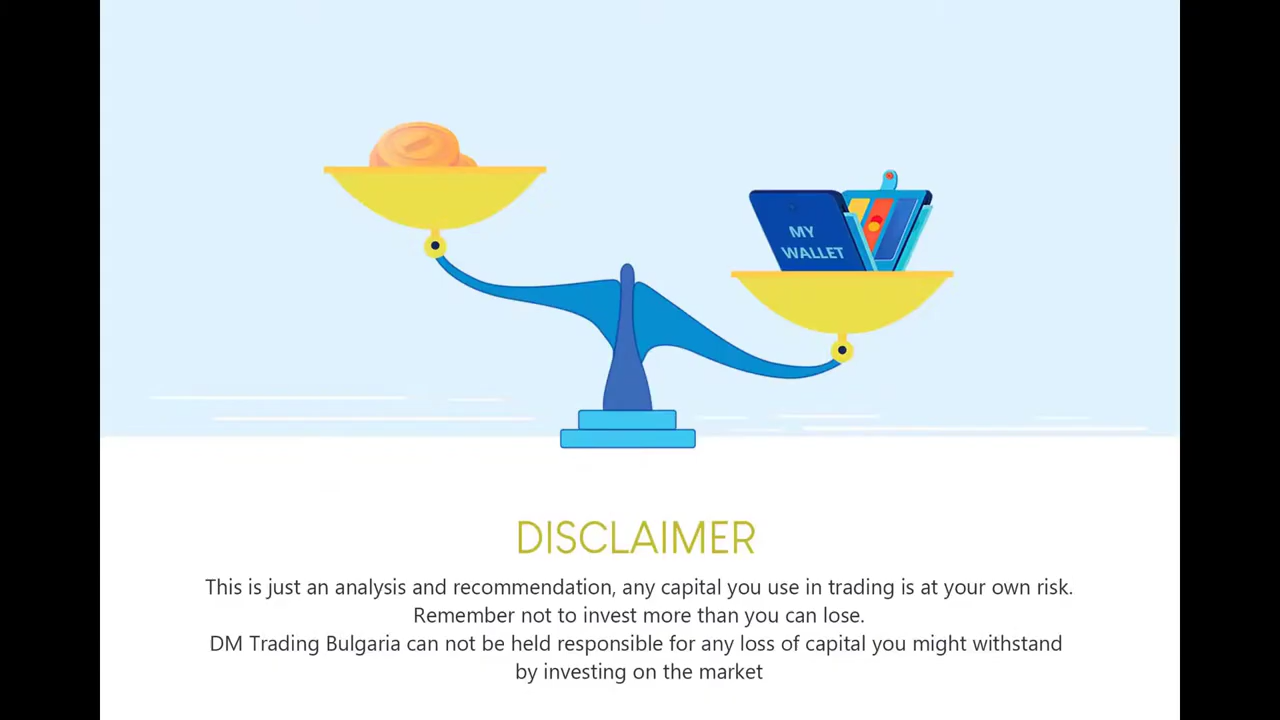 MY
WALLET
DISCLAIMER
This is just an analysis and recommendation, any capital you use in trading is at your own risk.
Remember not to invest more than you can lose.
DM Trading Bulgaria can not be held responsible for any loss of capital you might withstand
by investing on the market